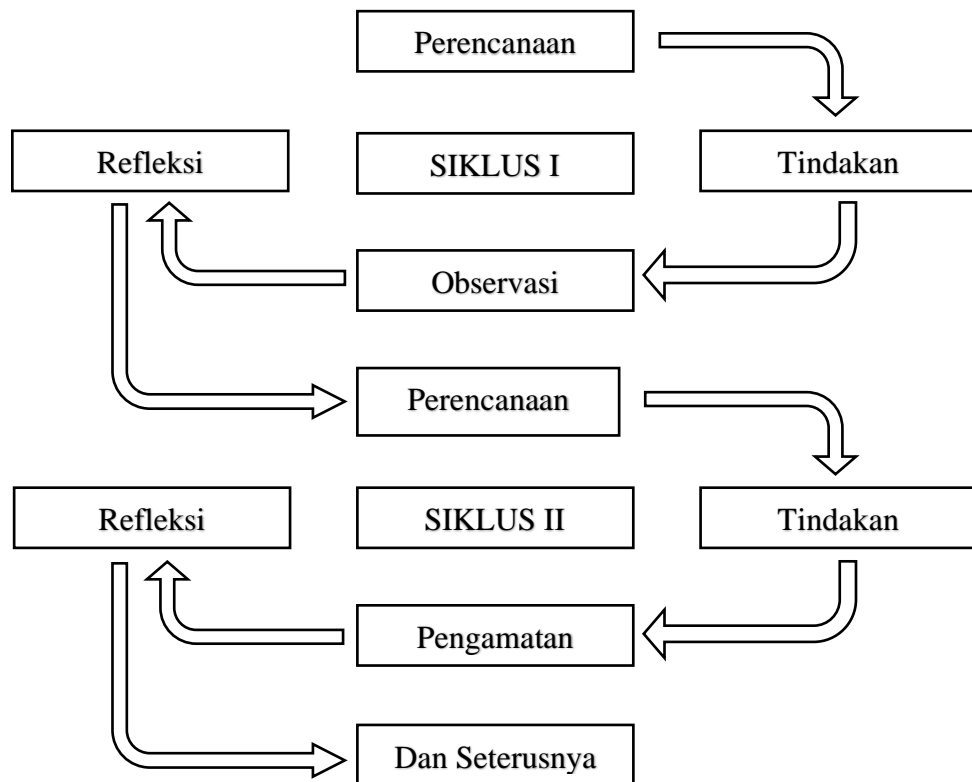 Perencanaan
Refleksi
SIKLUS I
Tindakan
Observasi
Perencanaan
Refleksi
SIKLUS II
Tindakan
Pengamatan
Dan Seterusnya